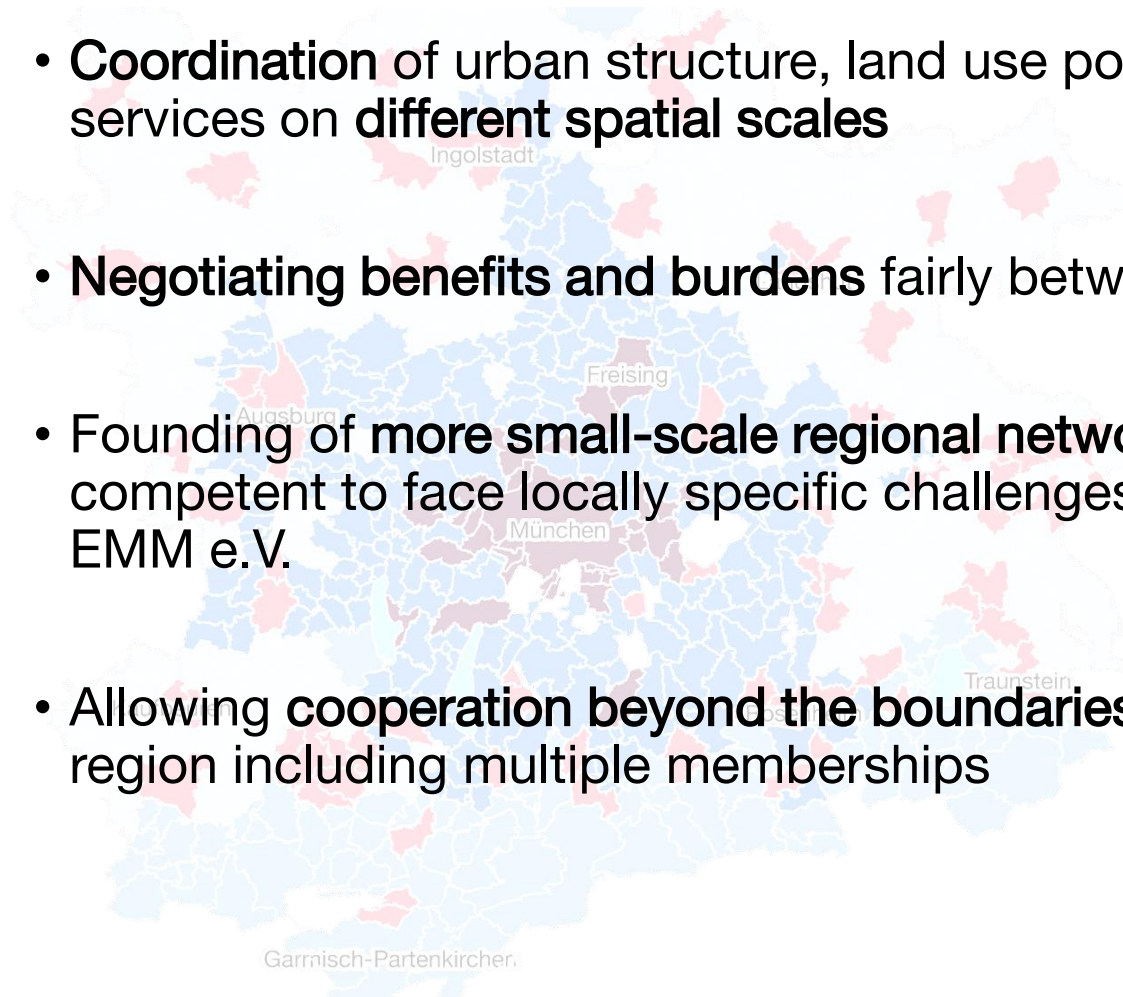 • Coordination of urban structure, land use po
services on different spatial scales
Ingolstadt
• Negotiating benefits and burdens fairly betw
Freising
Augsburg
• Founding of more small-scale regional netwo
competent to face locally specific challenges
München
EMM e.V.
Traunstein
• Allowing cooperation beyond the boundaries
region including multiple memberships
Garmisch-Partenkirchen